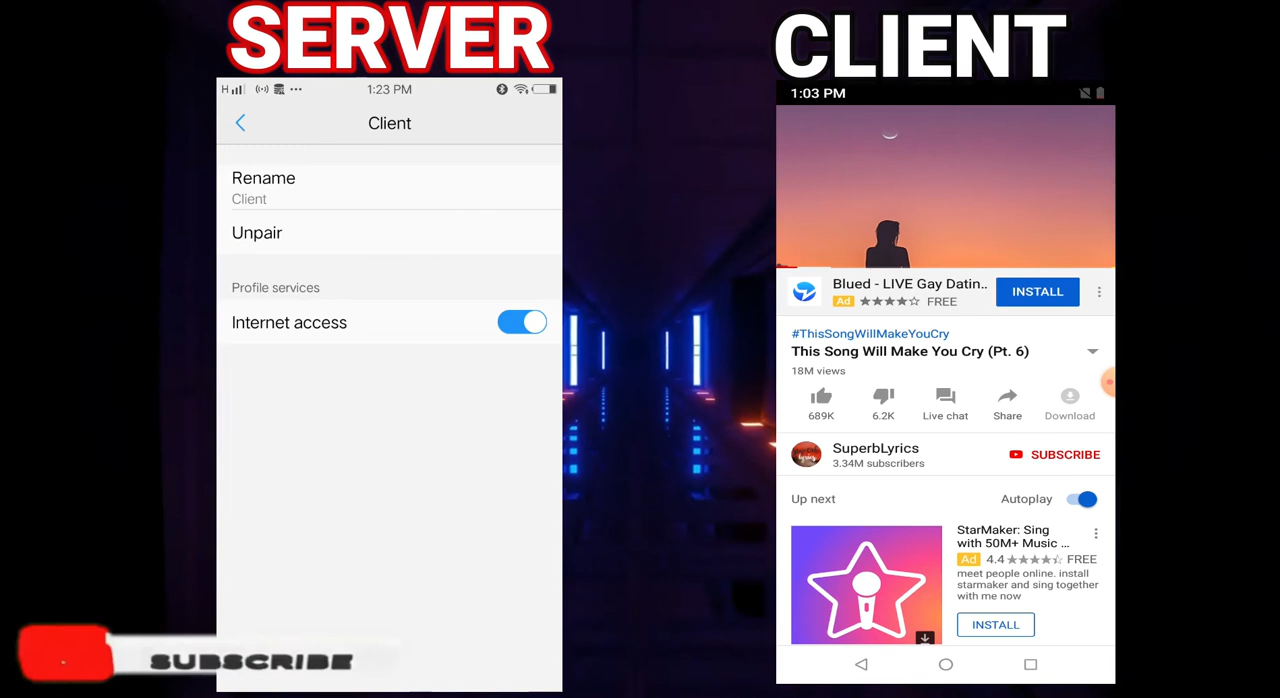 SERVER
CLIENT
H
1:23 PM
Client
Rename
Client
Unpair
Profile services
Internet access
1:03 PM
Blued - LIVE Gay Datin..
INSTALL
Ad
FREE
#ThisSongWillMakeYouCry
This Song Will Make You Cry (Pt. 6)
18M views
689K
6.2K
Live chat
Share
Download
SuperbLyrics
3.34M subscribers
SUBSCRIBE
Up next
Autoplay
StarMaker: Sing
with 50M+ Music ...
Ad 4.4 FREE
meet people online. install
starmaker and sing together
with me now
INSTALL
SUBSCRIBE